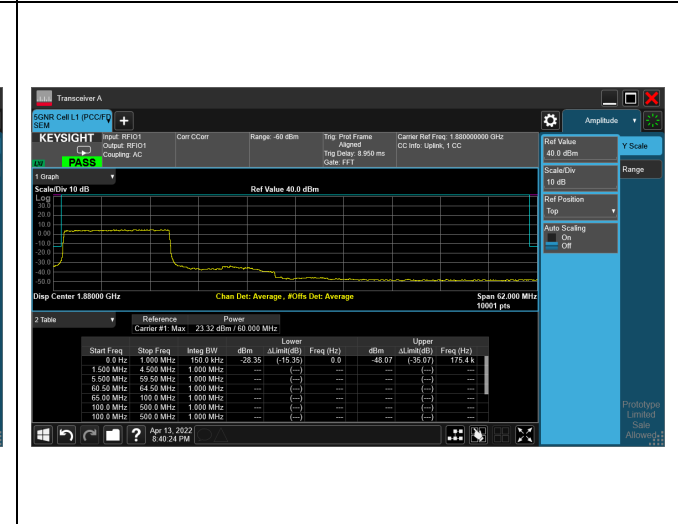 Transceiver A
5GNR Cell L1 (PCC/FD
SEM
+
KEYSIGHT
LXI
PASS
Input: RFIO1
Output: RFIO1
Coupling: AC
Corr CCorr
Range: -60 dBm
Trig: Prot Frame
Aligned
Trig Delay: 8.950 ms
Gate: FFT
Carrier Ref Freq: 1.880000000 GHz
CC Info: Uplink, 1 CC
1 Graph
Scale/Div 10 dB
Ref Value 40.0 dBm
Log
30.0
20.0
10.0
0.00
-10.0
-20.0
-30.0
-40.0
-50.0
Disp Center 1.88000 GHz
Chan Det: Average, #Offs Det: Average
Span 62.000 MHz
10001 pts
2 Table
Reference Power
Carrier #1: Max 23.32 dBm / 60.000 MHz
Lower Upper
Start Freq Stop Freq Integ BW dBm ΔLimit(dB) Freq (Hz) dBm ΔLimit(dB) Freq (Hz)
0.0 Hz 1.000 MHz 150.0 kHz -28.35 (-15.35) 0.0 -48.07 (-35.07) 175.4 k
1.500 MHz 4.500 MHz 1.000 MHz --- (---) --- --- (---) ---
5.500 MHz 59.50 MHz 1.000 MHz --- (---) --- --- (---) ---
60.50 MHz 64.50 MHz 1.000 MHz --- (---) --- --- (---) ---
65.00 MHz 100.0 MHz 1.000 MHz --- (---) --- --- (---) ---
100.0 MHz 500.0 MHz 1.000 MHz --- (---) --- --- (---) ---
100.0 MHz 500.0 MHz 1.000 MHz --- (---) --- --- (---) ---
? Apr 13, 2022
8:40:24 PM
Amplitude
Ref Value
40.0 dBm
Scale/Div
10 dB
Ref Position
Top
Auto Scaling
On
Off
Y Scale
Range
Prototype
Limited
Sale
Allowed